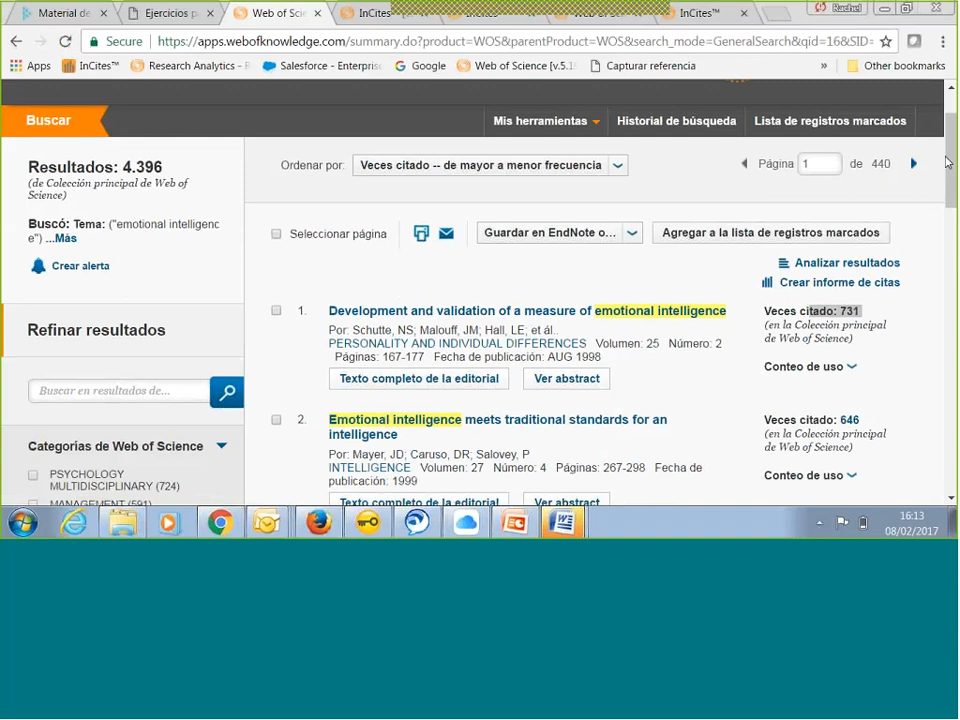 Material de
Ejercicios p
Web of Scie
InCites
InCites™
Rachel
Secure | https://apps.webofknowledge.com/summary.do?product=WOS&parentProduct=WOS&search_mode=GeneralSearch&qid=16&SID=
Apps InCites™ Research Analytics - Salesforce - Enterprise Google Web of Science [v.5.1 Capturar referencia » Other bookmarks
Buscar
Mis herramientas Historial de búsqueda Lista de registros marcados
Resultados: 4.396
(de Colección principal de Web of
Science)
Buscó: Tema: ("emotional intelligenc
e") ...Más
Crear alerta
Refinar resultados
Buscar en resultados de...
Categorías de Web of Science
PSYCHOLOGY
MULTIDISCIPLINARY (724)
MANAGEMENT (591)
Ordenar por: Veces citado -- de mayor a menor frecuencia
Página 1 de 440
Seleccionar página
Guardar en EndNote o...
Agregar a la lista de registros marcados
Analizar resultados
Crear informe de citas
1. Development and validation of a measure of emotional intelligence
Por: Schutte, NS; Malouff, JM; Hall, LE; et ál..
PERSONALITY AND INDIVIDUAL DIFFERENCES Volumen: 25 Número: 2
Páginas: 167-177 Fecha de publicación: AUG 1998
Texto completo de la editorial Ver abstract
Veces citado: 731
(en la Colección principal
de Web of Science)
Conteo de uso
2. Emotional intelligence meets traditional standards for an
intelligence
Por: Mayer, JD; Caruso, DR; Salovey, P
INTELLIGENCE Volumen: 27 Número: 4 Páginas: 267-298 Fecha de
publicación: 1999
Texto completo de la editorial Ver abstract
Veces citado: 646
(en la Colección principal
de Web of Science)
Conteo de uso
16:13
08/02/2017